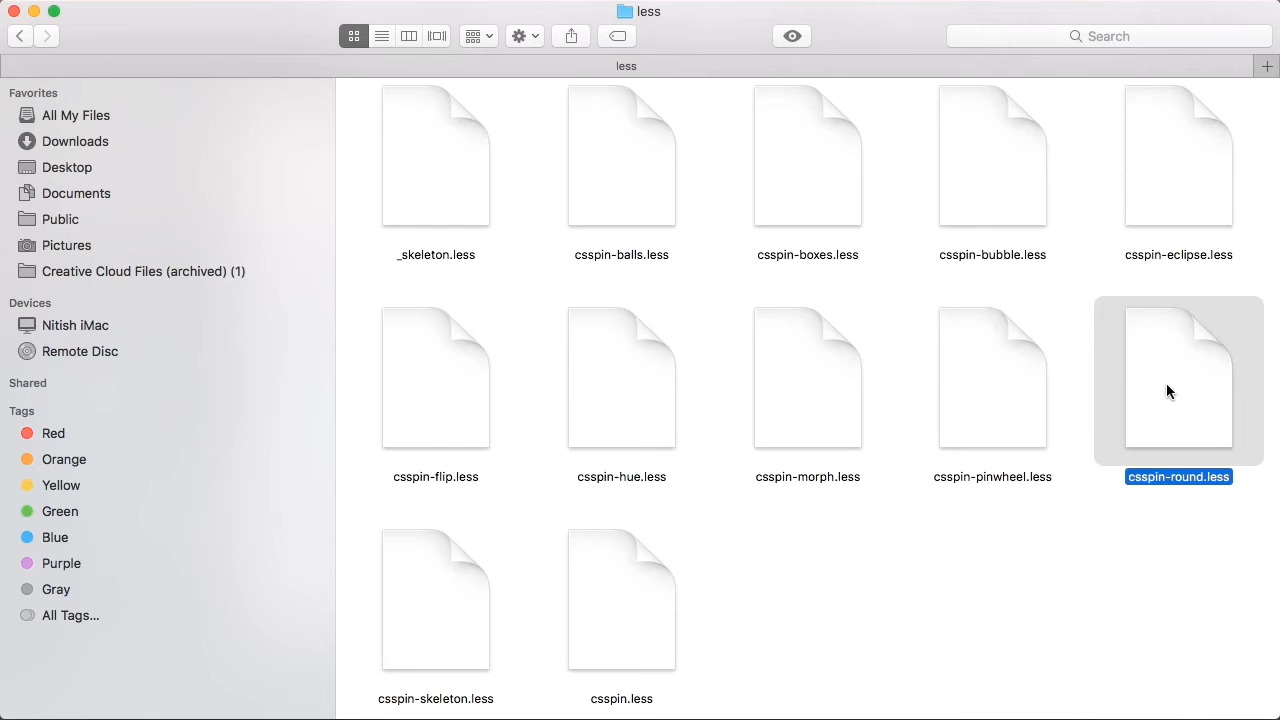 less
Search
less
Favorites
All My Files
Downloads
Desktop
Documents
Public
Pictures
Creative Cloud Files (archived) (1)
Devices
Nitish iMac
Remote Disc
Shared
Tags
Red
Orange
Yellow
Green
Blue
Purple
Gray
All Tags...
_skeleton.less
csspin-balls.less
csspin-boxes.less
csspin-bubble.less
csspin-eclipse.less
csspin-flip.less
csspin-hue.less
csspin-morph.less
csspin-pinwheel.less
csspin-round.less
csspin-skeleton.less
csspin.less